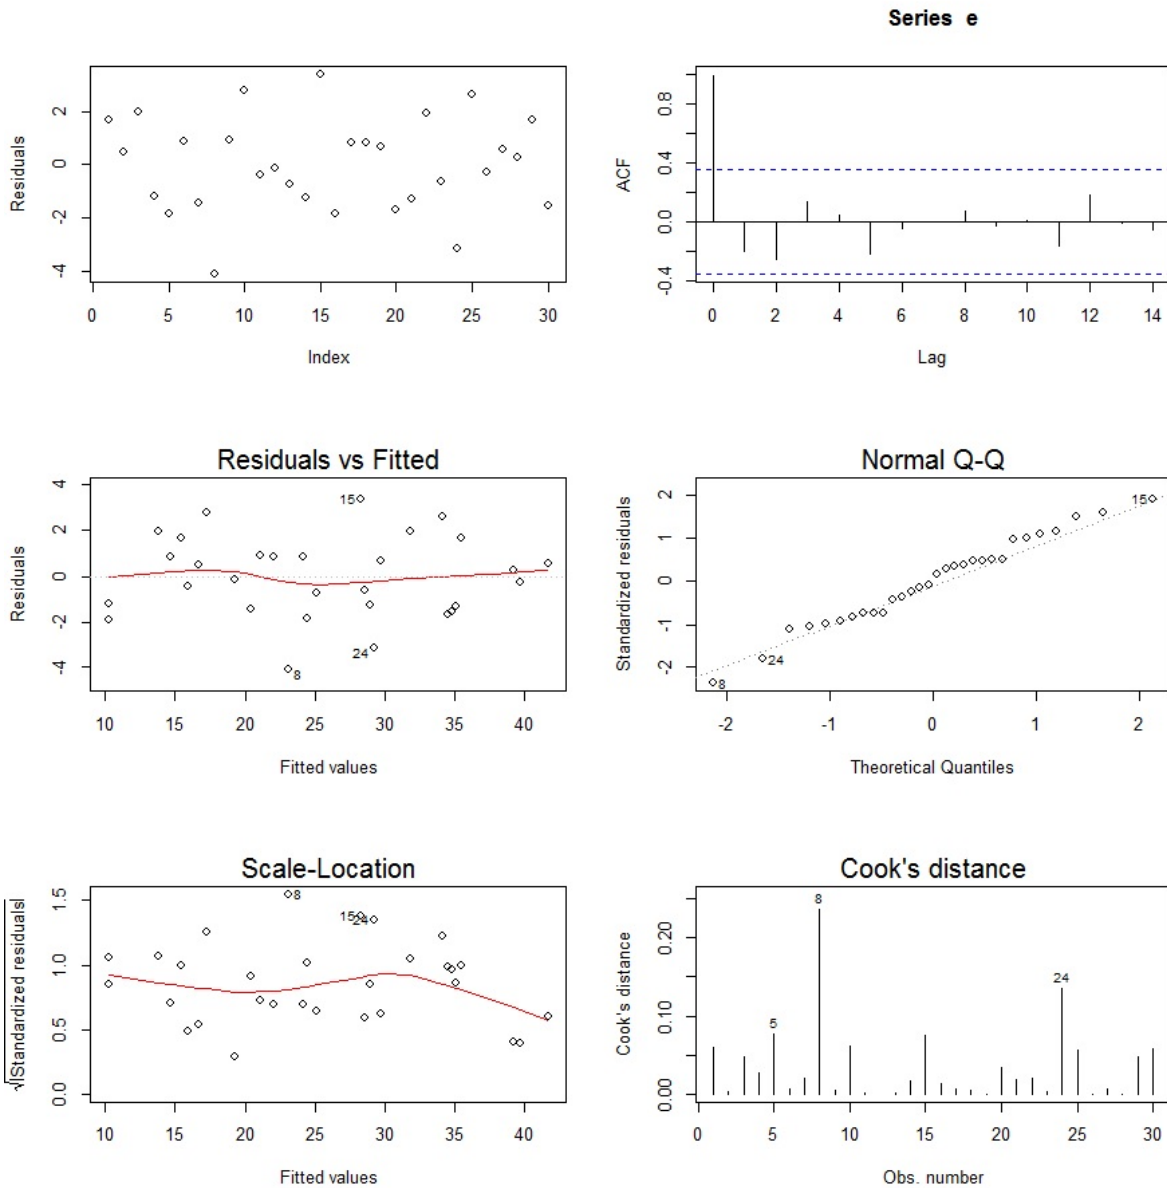 Series e
Residuals
2
0
-2
-4
0 5 10 15 20 25 30
Index
ACF
0.8
0.4
0.0
-0.4
0 2 4 6 8 10 12 14
Lag
Residuals vs Fitted
Residuals
4
2
0
-2
-4
15
24
8
10 15 20 25 30 35 40
Fitted values
Normal Q-Q
Standardized residuals
2
1
0
-1
-2
15
24
8
-2 -1 0 1 2
Theoretical Quantiles
Scale-Location
√|Standardized residuals|
1.5
1.0
0.5
0.0
8
15
24
10 15 20 25 30 35 40
Fitted values
Cook's distance
Cook's distance
0.20
0.10
0.00
8
24
5
0 5 10 15 20 25 30
Obs. number